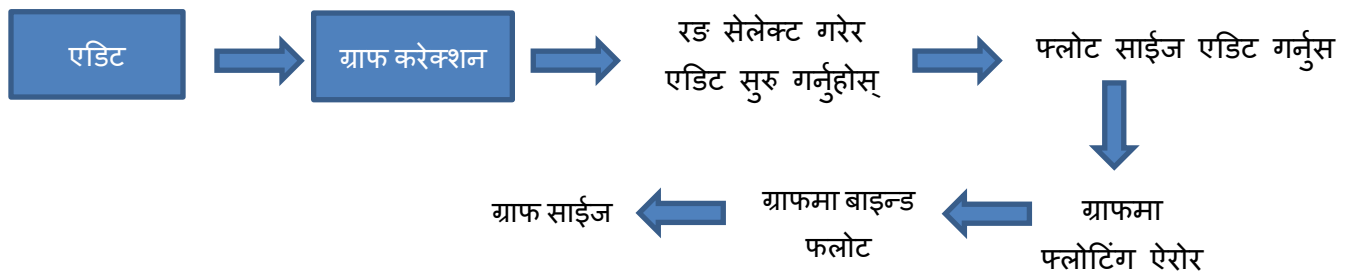 एडिट
ग्राफ करेक्शन
रङ सेलेक्ट गरेर
एडिट सुरु गर्नुहोस्
फ्लोट साईज एडिट गर्नुस
ग्राफमा
फ्लोटिंग ऐरोर
ग्राफमा बाइन्ड
फलोट
ग्राफ साईज